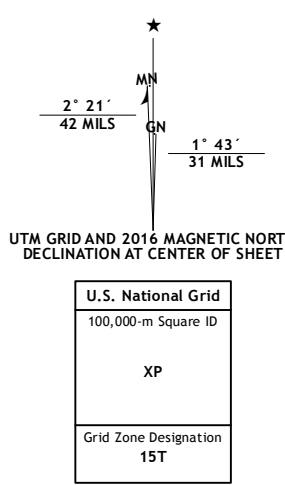 MN
GN
2° 21´
42 MILS
1° 43´
31 MILS
UTM GRID AND 2016 MAGNETIC NORT
DECLINATION AT CENTER OF SHEET
U.S. National Grid
100,000-m Square ID
XP
Grid Zone Designation
15T